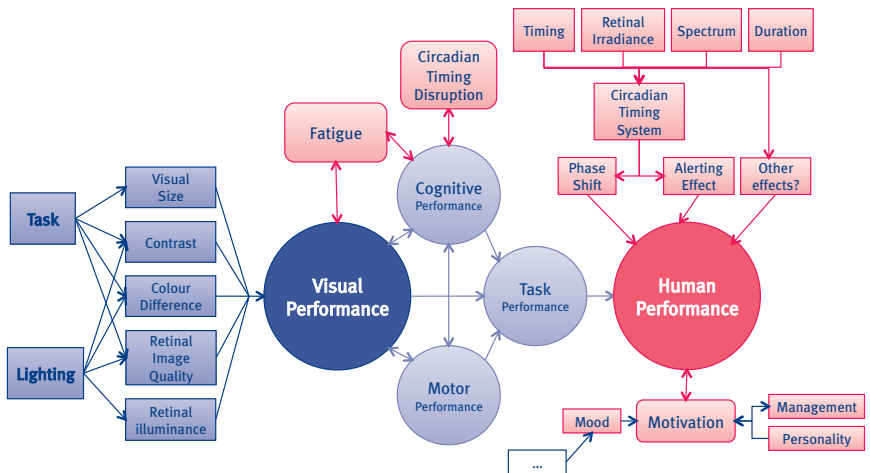 Timing
Retinal
Irradiance
Spectrum
Duration
Circadian
Timing
Disruption
Circadian
Timing
System
Fatigue
Phase
Shift
Alerting
Effect
Other
effects?
Visual
Size
Task
Contrast
Colour
Difference
Retinal
Image
Quality
Lighting
Retinal
illuminance
Cognitive
Performance
Visual
Performance
Task
Performance
Motor
Performance
Human
Performance
Mood
Motivation
Management
Personality
...